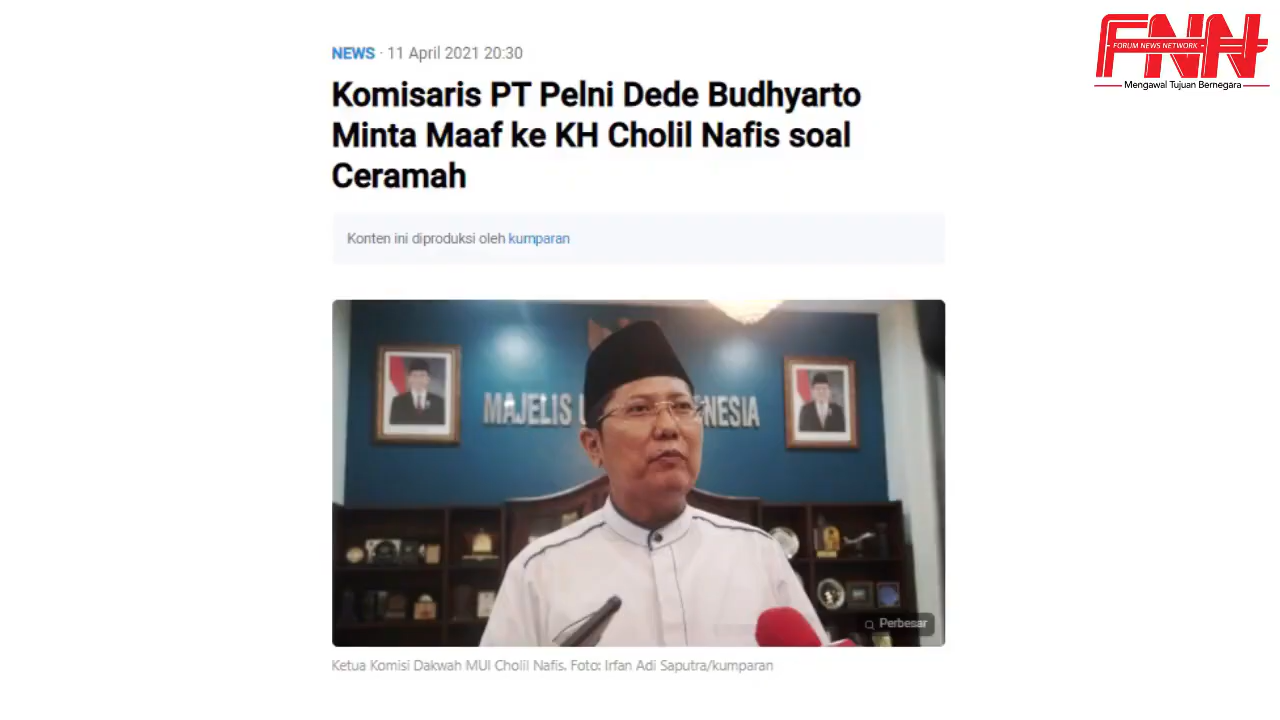 FNN
FORUM NEWS NETWORK
Mengawal Tujuan Bernegara
NEWS · 11 April 2021 20:30
Komisaris PT Pelni Dede Budhyarto
Minta Maaf ke KH Cholil Nafis soal
Ceramah
Konten ini diproduksi oleh kumparan
MAJELIS U NESIA
Perbesar
Ketua Komisi Dakwah MUI Cholil Nafis. Foto: Irfan Adi Saputra/kumparan